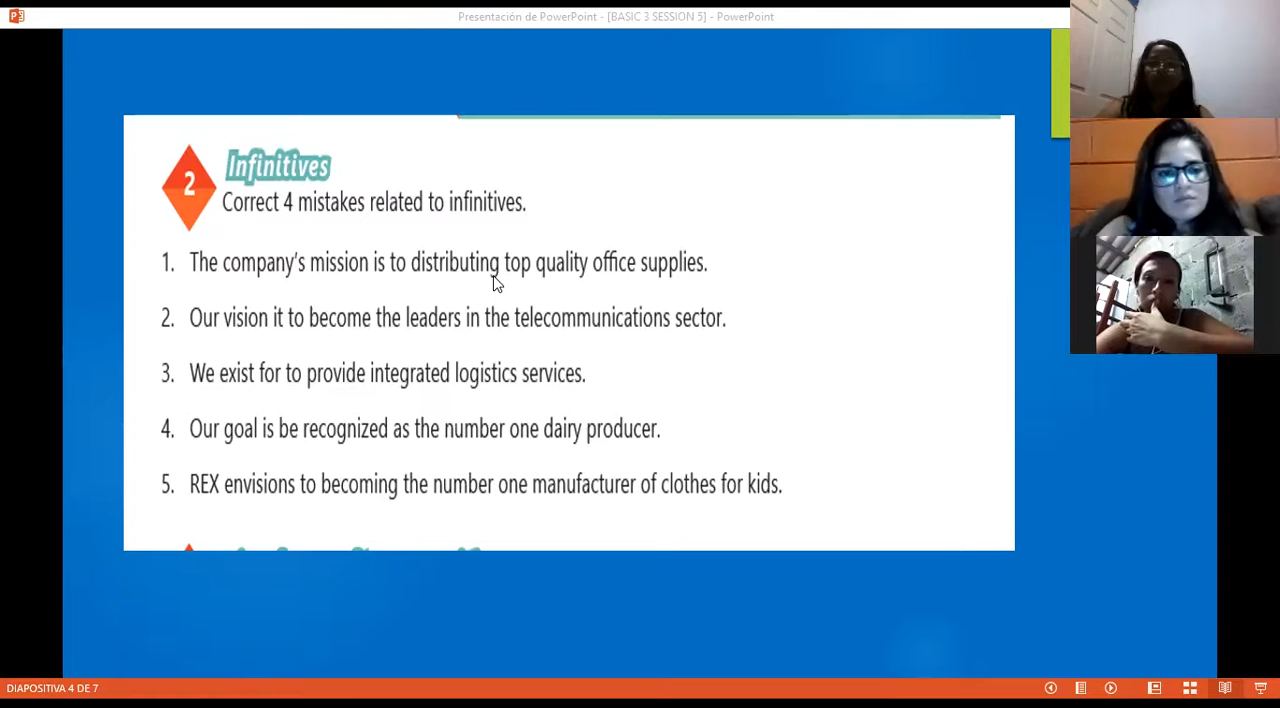 Presentación de PowerPoint - [BASIC 3 SESSION 5] - PowerPoint
2
Infinitives
Correct 4 mistakes related to infinitives.
1. The company's mission is to distributing top quality office supplies.
2. Our vision it to become the leaders in the telecommunications sector.
3. We exist for to provide integrated logistics services.
4. Our goal is be recognized as the number one dairy producer.
5. REX envisions to becoming the number one manufacturer of clothes for kids.
DIAPOSITIVA 4 DE 7